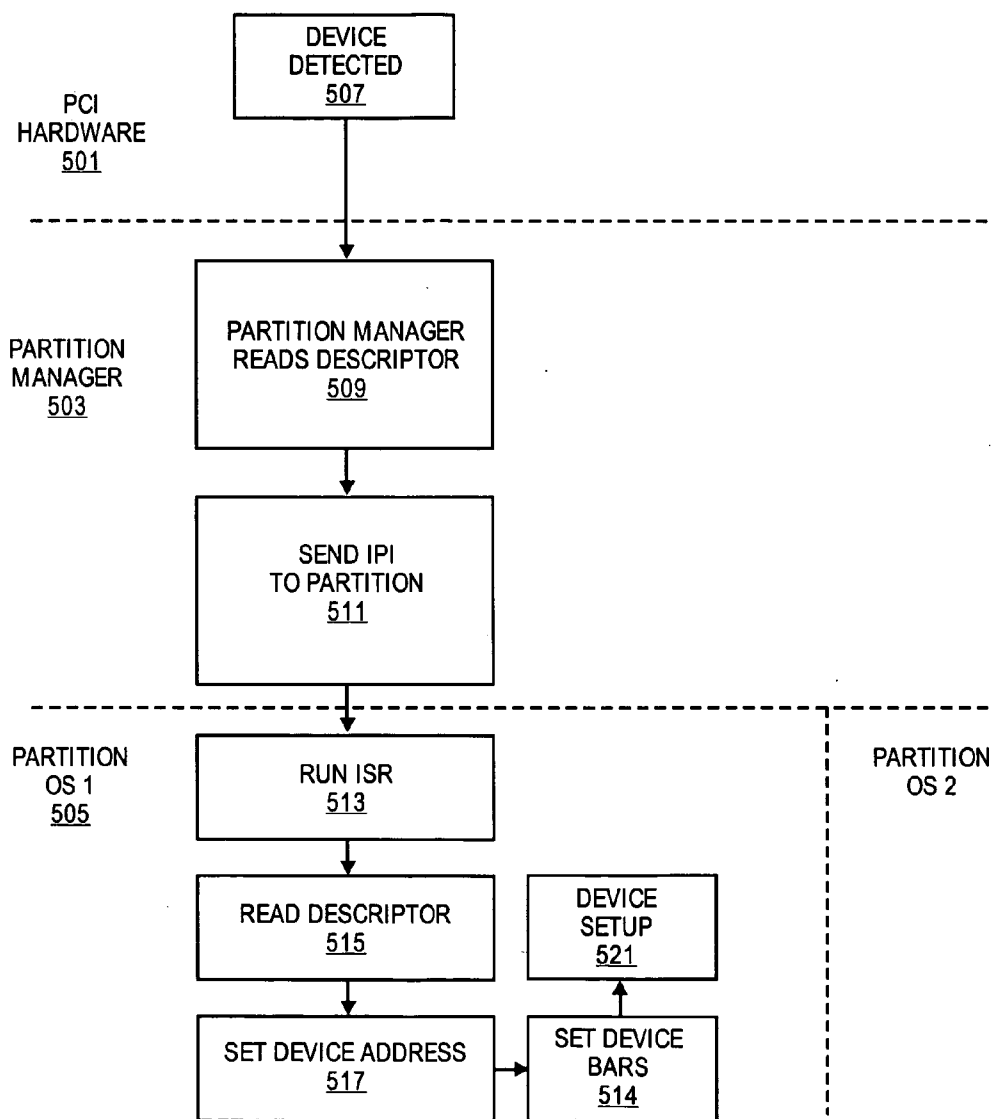 DEVICE
DETECTED
507
PCI
HARDWARE
501
PARTITION
MANAGER
503
PARTITION MANAGER
READS DESCRIPTOR
509
SEND IPI
TO PARTITION
511
PARTITION
OS 1
505
RUN ISR
513
PARTITION
OS 2
READ DESCRIPTOR
515
DEVICE
SETUP
521
SET DEVICE ADDRESS
517
SET DEVICE
BARS
514